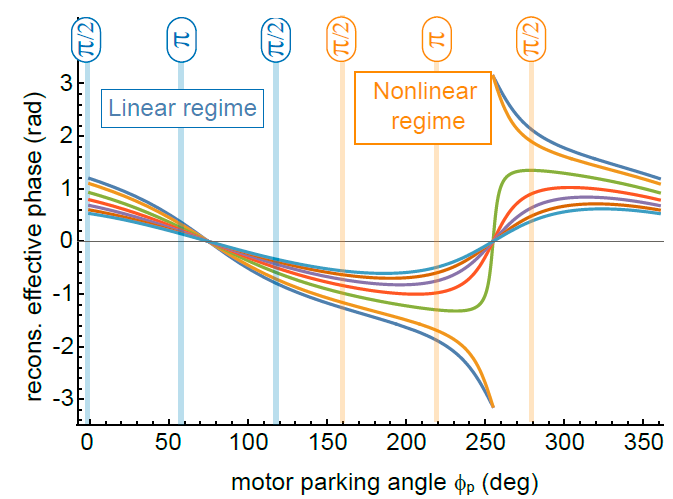 π/2 π π/2 π/2 π π/2
Linear regime
Nonlinear
regime
recons. effective phase (rad)
3
2
1
0
-1
-2
-3
0 50 100 150 200 250 300 350
motor parking angle ϕp (deg)